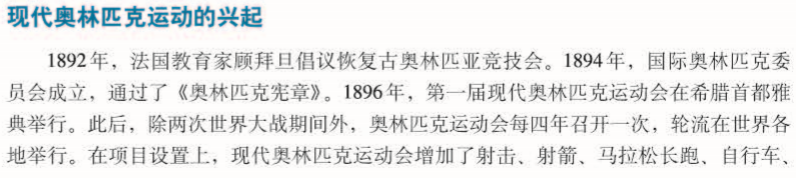 现代奥林匹克运动的兴起
1892年，法国教育家顾拜旦倡议恢复古奥林匹亚竞技会。1894年，国际奥林匹克委
员会成立，通过了《奥林匹克宪章》。1896年，第一届现代奥林匹克运动会在希腊首都雅
典举行。此后，除两次世界大战期间外，奥林匹克运动会每四年召开一次，轮流在世界各
地举行。在项目设置上，现代奥林匹克运动会增加了射击、射箭、马拉松长跑、自行车、